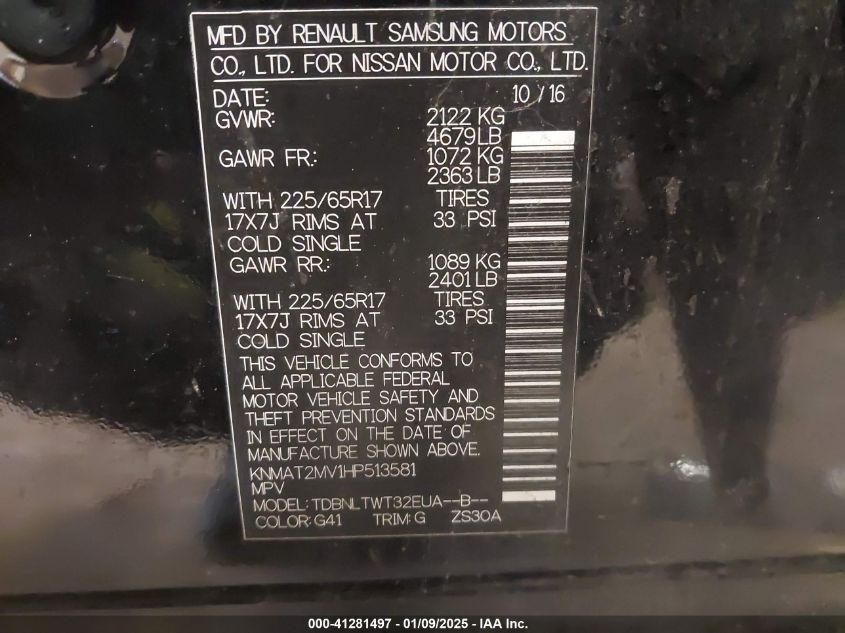 MFD BY RENAULT SAMSUNG MOTORS
CO., LTD. FOR NISSAN MOTOR CO., LTD.
DATE: 10 / 16
GVWR: 2122 KG
4679 LB
GAWR FR.: 1072 KG
2363 LB
WITH 225/65R17 TIRES
17X7J RIMS AT 33 PSI
COLD SINGLE
GAWR RR.: 1089 KG
2401 LB
WITH 225/65R17 TIRES
17X7J RIMS AT 33 PSI
COLD SINGLE
THIS VEHICLE CONFORMS TO
ALL APPLICABLE FEDERAL
MOTOR VEHICLE SAFETY AND
THEFT PREVENTION STANDARDS
IN EFFECT ON THE DATE OF
MANUFACTURE SHOWN ABOVE.
KNMAT2MV1HP513581
MPV
MODEL: TDBNLTWT32EUA--B--
COLOR: G41 TRIM: G ZS30A
000-41281497 - 01/09/2025 - IAA Inc.